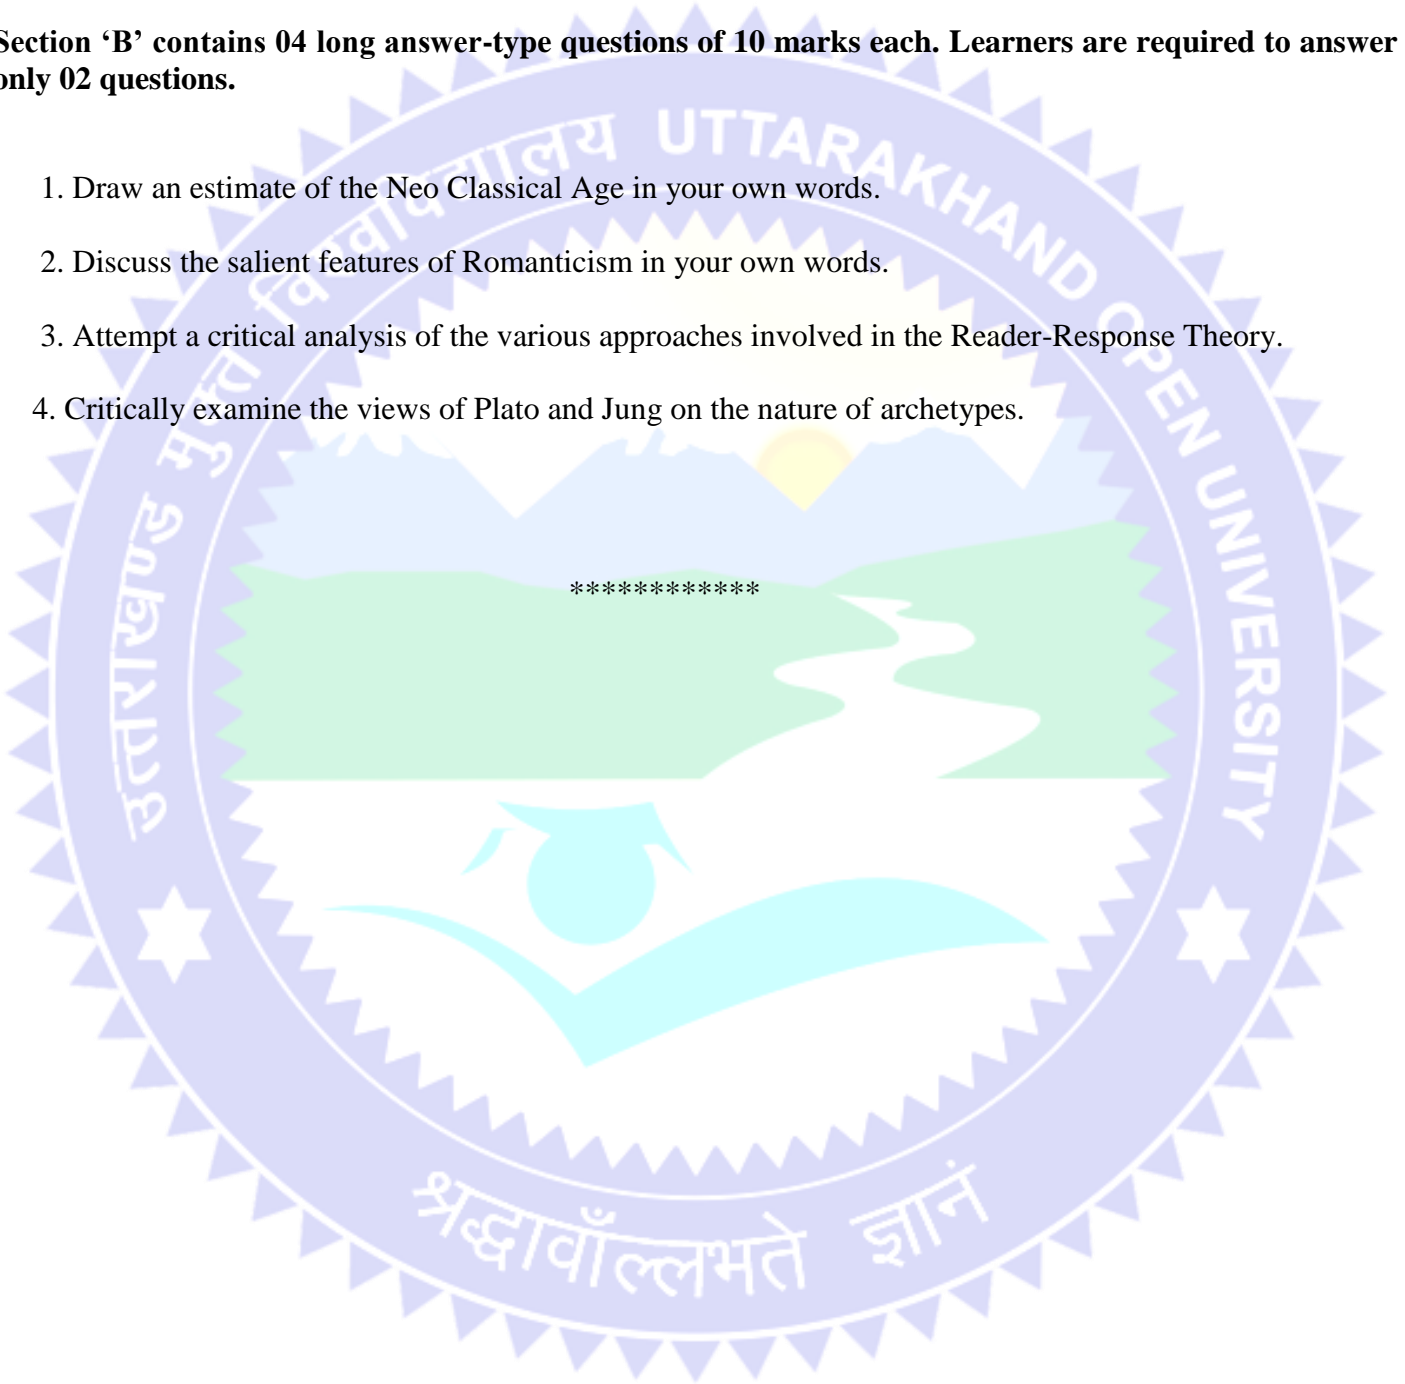 Section ‘B’ contains 04 long answer-type questions of 10 marks each. Learners are required to answer
only 02 questions.
1. Draw an estimate of the Neo Classical Age in your own words.
2. Discuss the salient features of Romanticism in your own words.
3. Attempt a critical analysis of the various approaches involved in the Reader-Response Theory.
4. Critically examine the views of Plato and Jung on the nature of archetypes.
************
उत्तराखण्ड मुक्त विश्वविद्यालय UTTARAKHAND OPEN UNIVERSITY
श्रद्धावाँल्लभते ज्ञानं